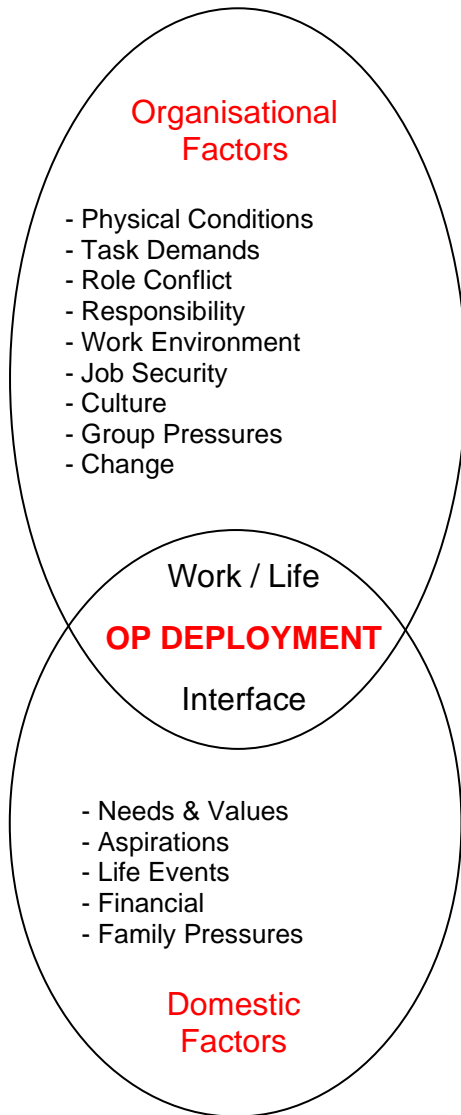 Organisational
Factors
- Physical Conditions
- Task Demands
- Role Conflict
- Responsibility
- Work Environment
- Job Security
- Culture
- Group Pressures
- Change
Work / Life
OP DEPLOYMENT
Interface
- Needs & Values
- Aspirations
- Life Events
- Financial
- Family Pressures
Domestic
Factors